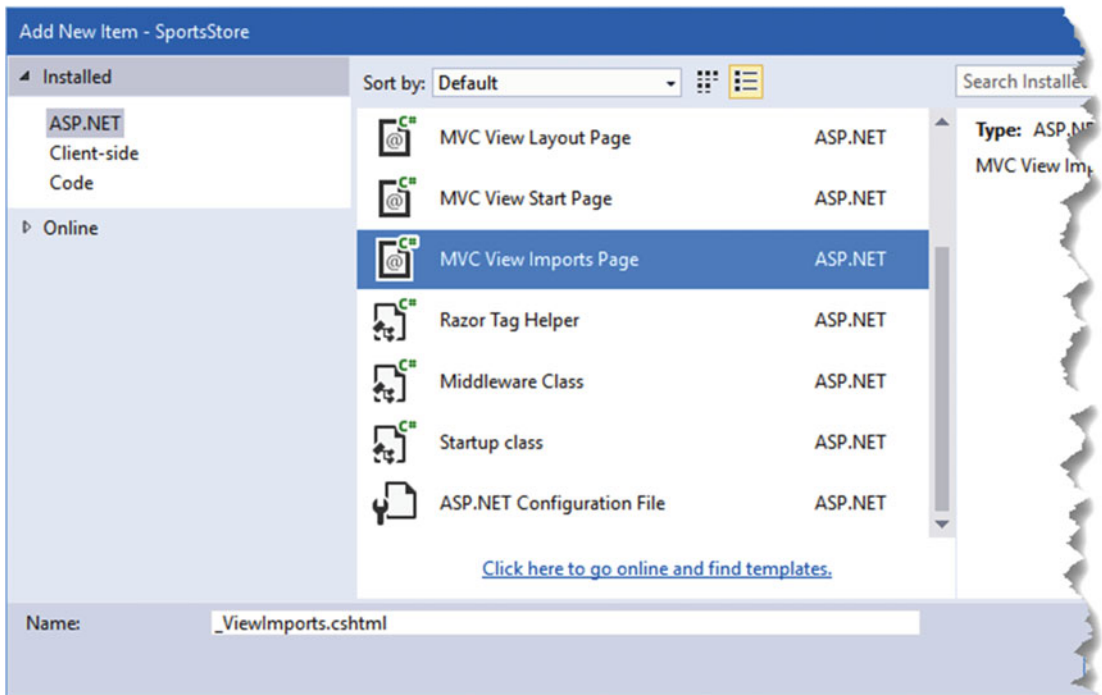 Add New Item - SportsStore
Installed
ASP.NET
Client-side
Code
Online
Sort by: Default
MVC View Layout Page ASP.NET
MVC View Start Page ASP.NET
MVC View Imports Page ASP.NET
Razor Tag Helper ASP.NET
Middleware Class ASP.NET
Startup class ASP.NET
ASP.NET Configuration File ASP.NET
Click here to go online and find templates.
Search
Type:
MVC View
Name: _ViewImports.cshtml